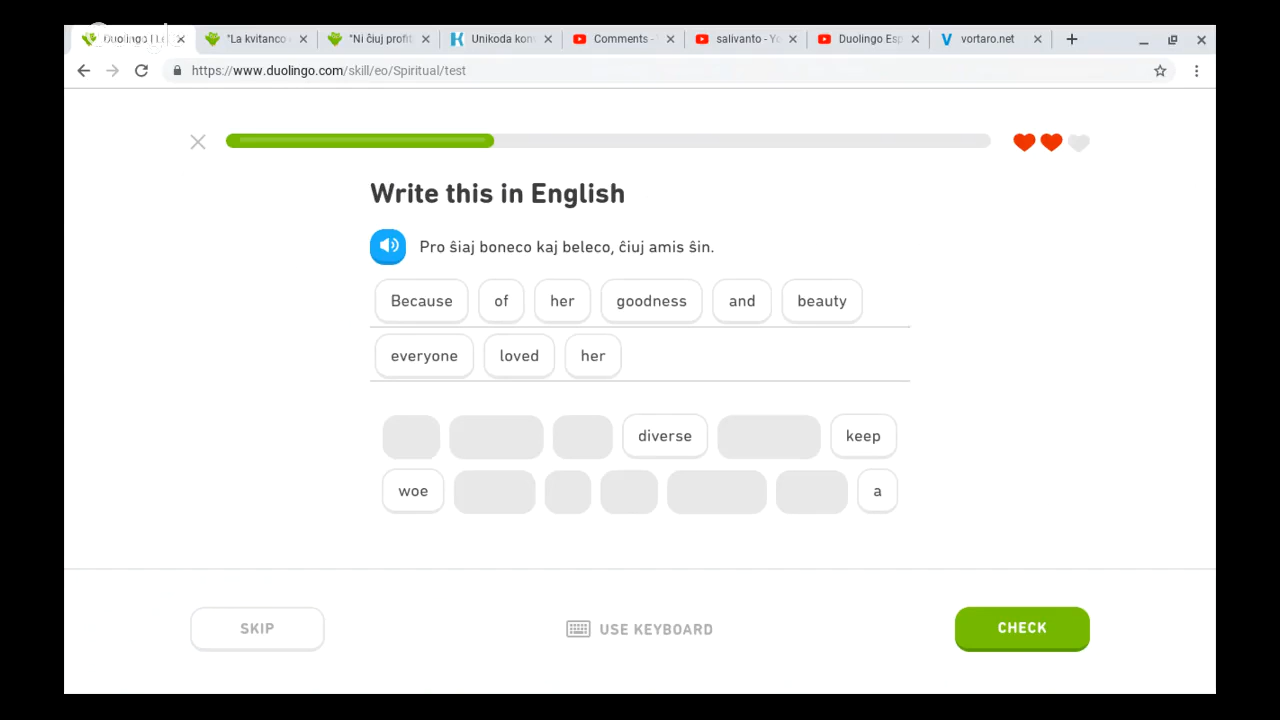 Duolingo | Le
"La kvitanco
"Ni ĉiuj profit
Unikoda kon
Comments -
salivanto - Yo
Duolingo Esp
vortaro.net
https://www.duolingo.com/skill/eo/Spiritual/test
Write this in English
Pro ŝiaj boneco kaj beleco, ĉiuj amis ŝin.
Because of her goodness and beauty
everyone loved her
diverse keep
woe a
SKIP USE KEYBOARD CHECK